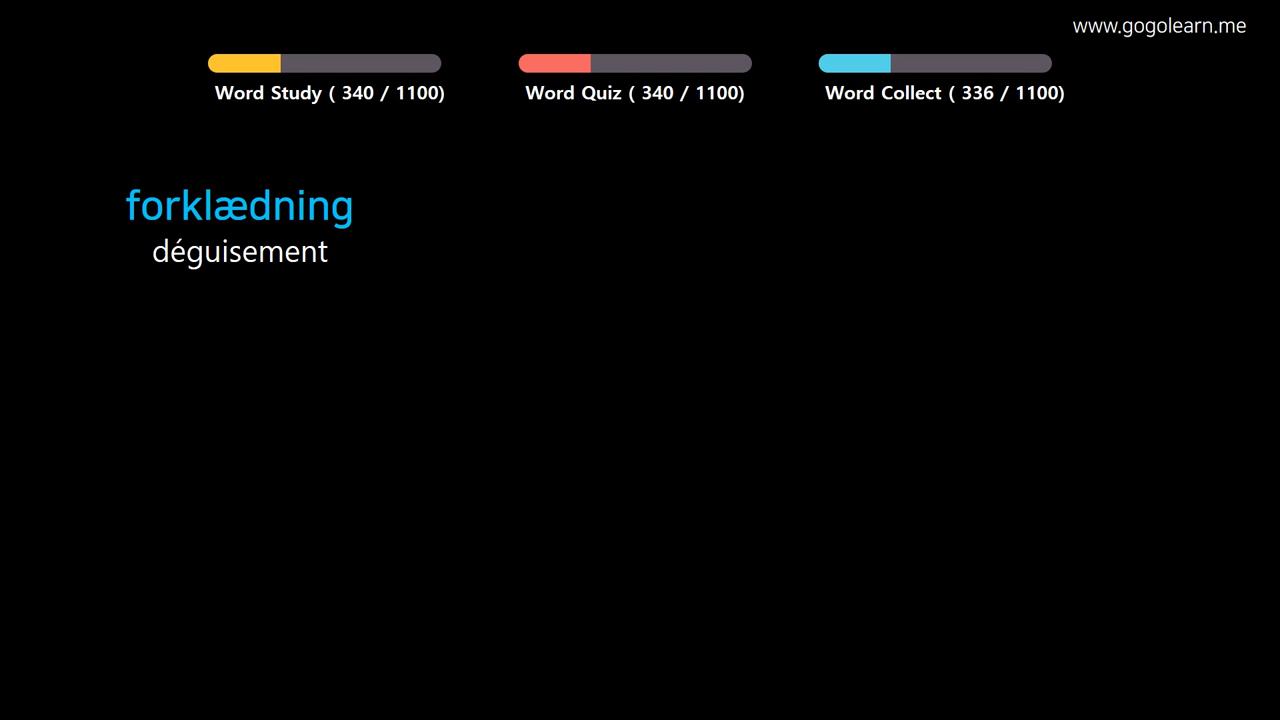 www.gogolearn.me
Word Study ( 340 / 1100)
Word Quiz ( 340 / 1100)
Word Collect ( 336 / 1100)
forklædning
déguisement